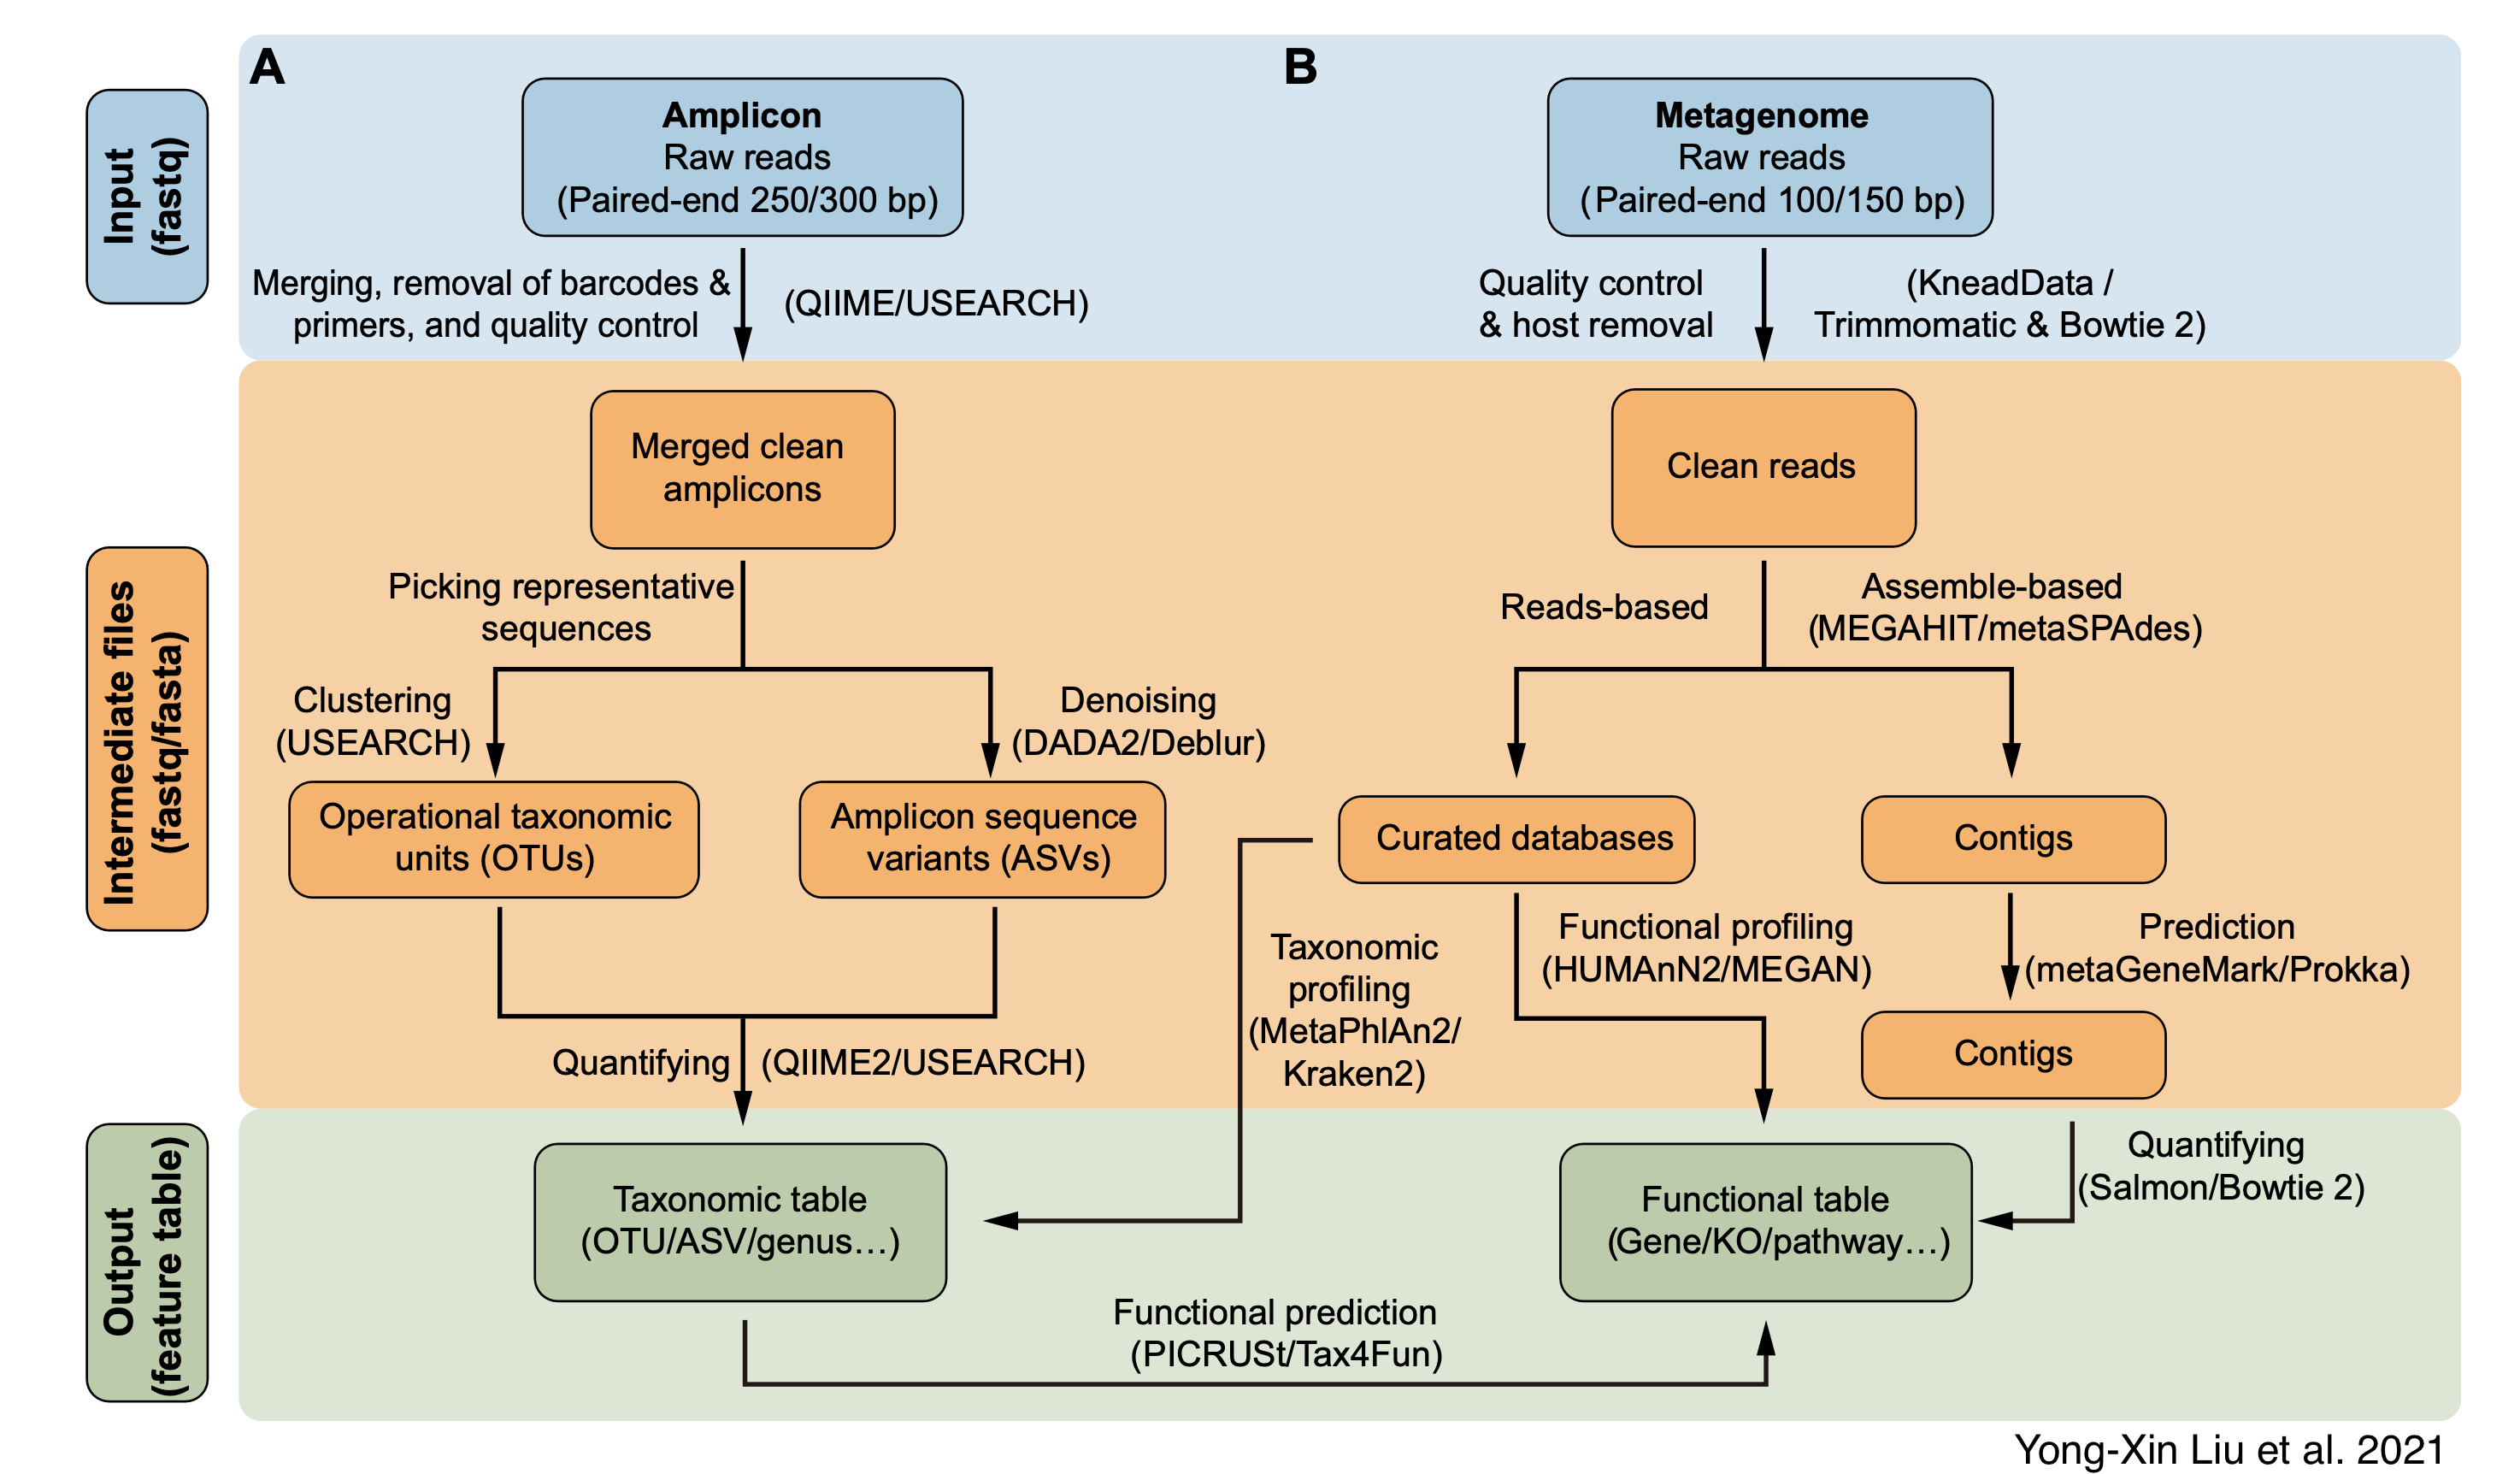 A
B
Input
(fastq)
Amplicon
Raw reads
(Paired-end 250/300 bp)
Metagenome
Raw reads
(Paired-end 100/150 bp)
Merging, removal of barcodes &
primers, and quality control
(QIIME/USEARCH)
Quality control
& host removal
(KneadData /
Trimmomatic & Bowtie 2)
Intermediate files
(fastq/fasta)
Merged clean
amplicons
Clean reads
Picking representative
sequences
Reads-based
Assemble-based
(MEGAHIT/metaSPAdes)
Clustering
(USEARCH)
Denoising
(DADA2/Deblur)
Operational taxonomic
units (OTUs)
Amplicon sequence
variants (ASVs)
Curated databases
Contigs
Taxonomic
profiling
(MetaPhlAn2/
Kraken2)
Functional profiling
(HUMAnN2/MEGAN)
Prediction
(metaGeneMark/Prokka)
Quantifying
(QIIME2/USEARCH)
Contigs
Output
(feature table)
Taxonomic table
(OTU/ASV/genus…)
Functional table
(Gene/KO/pathway…)
Quantifying
(Salmon/Bowtie 2)
Functional prediction
(PICRUSt/Tax4Fun)
Yong-Xin Liu et al. 2021